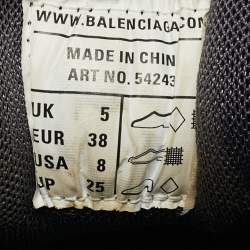 WWW.BALENCIAGA.CO
MADE IN CHIN
ART NO. 54243
UK 5
EUR 38
USA 8
JP 25